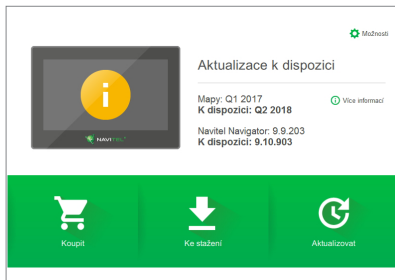 Možnosti
Aktualizace k dispozici
Mapy: Q1 2017
K dispozici: Q2 2018
Více informací
Navitel Navigator: 9.9.203
K dispozici: 9.10.903
NAVITEL
Koupit
Ke stažení
Aktualizovat